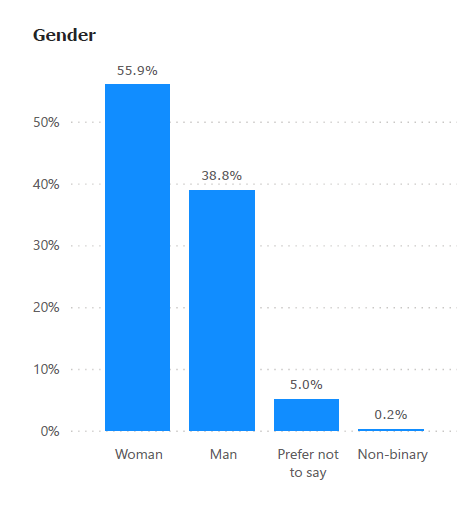 Gender
55.9%
38.8%
5.0%
0.2%
50%
40%
30%
20%
10%
0%
Woman
Man
Prefer not
to say
Non-binary